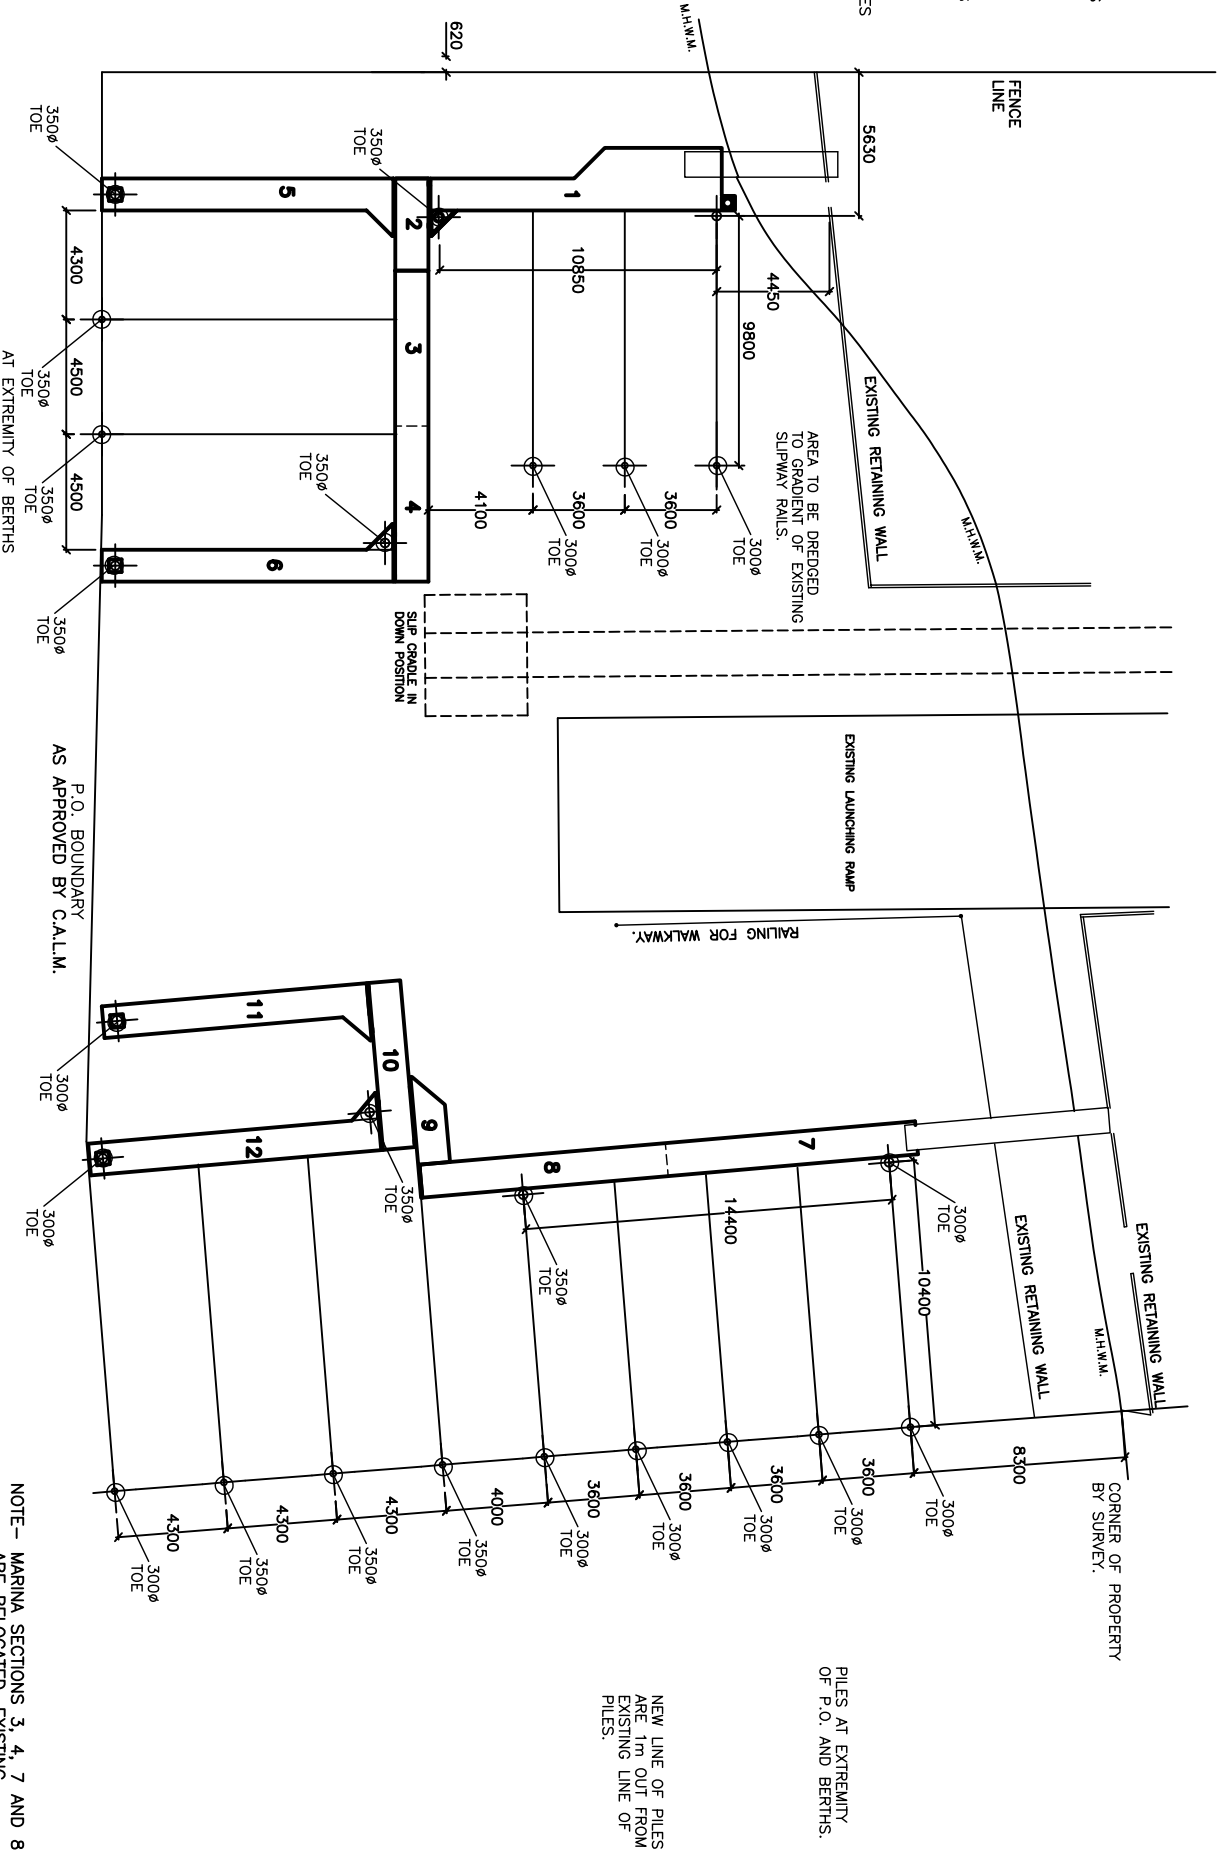 ES
M.H.W.M.
620
FENCE
LINE
5630
350ø
TOE
350ø
TOE
5
2
1
10850
4450
9800
4300
4500
4500
3
4
6
350ø
TOE
350ø
TOE
350ø
TOE
350ø
TOE
AT EXTREMITY OF BERTHS
4100
3600
3600
300ø
TOE
300ø
TOE
300ø
TOE
AREA TO BE DREDGED
TO GRADIENT OF EXISTING
SLIPWAY RAILS.
EXISTING RETAINING WALL
M.H.W.M.
SLIP CRADLE IN
DOWN POSITION
EXISTING LAUNCHING RAMP
RAILING FOR WALKWAY.
P.O. BOUNDARY
AS APPROVED BY C.A.L.M.
11
10
9
12
8
7
300ø
TOE
300ø
TOE
350ø
TOE
350ø
TOE
300ø
TOE
14400
10400
EXISTING RETAINING WALL
EXISTING RETAINING WALL
M.H.W.M.
8300
3600
3600
3600
3600
4000
4300
4300
4300
300ø
TOE
300ø
TOE
300ø
TOE
300ø
TOE
300ø
TOE
350ø
TOE
350ø
TOE
350ø
TOE
300ø
TOE
CORNER OF PROPERTY
BY SURVEY.
PILES AT EXTREMITY
OF P.O. AND BERTHS.
NEW LINE OF PILES
ARE 1m OUT FROM
EXISTING LINE OF
PILES.
NOTE- MARINA SECTIONS 3, 4, 7 AND 8
ARE RELOCATED EXISTING